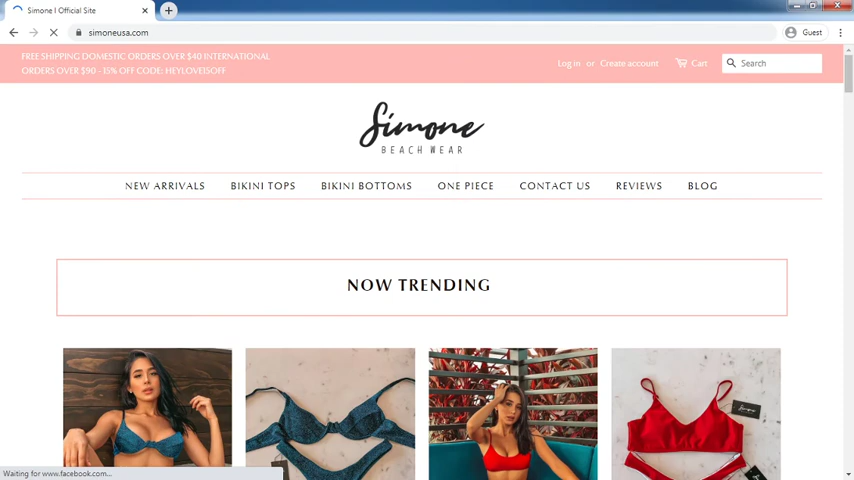 Simone I Official Site
simoneusa.com
Guest
FREE SHIPPING DOMESTIC ORDERS OVER $40 INTERNATIONAL
ORDERS OVER $90 - 15% OFF CODE: HEYLOVE15OFF
Log in or Create account Cart Search
Simone
BEACH WEAR
NEW ARRIVALS BIKINI TOPS BIKINI BOTTOMS ONE PIECE CONTACT US REVIEWS BLOG
NOW TRENDING
Simone
Waiting for www.facebook.com...